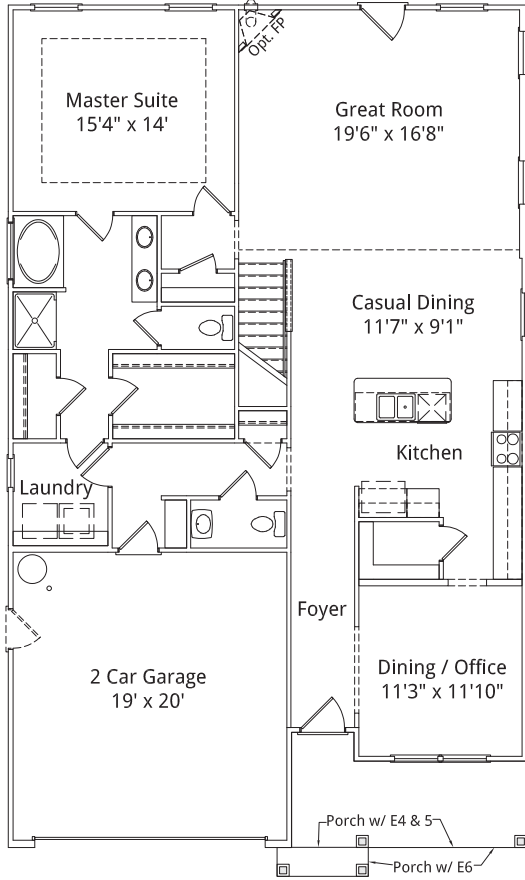 Opt. FP
Master Suite
15'4" x 14'
Great Room
19'6" x 16'8"
Casual Dining
11'7" x 9'1"
Kitchen
Laundry
Foyer
2 Car Garage
19' x 20'
Dining / Office
11'3" x 11'10"
Porch w/ E4 & 5
Porch w/ E6